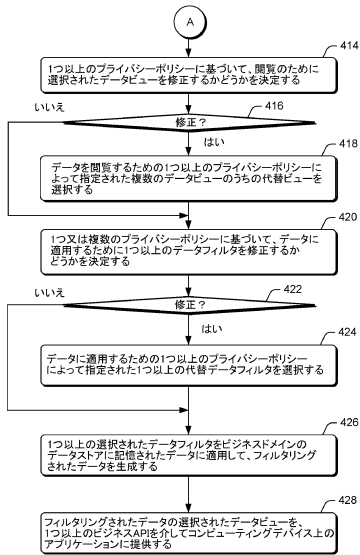 A
414
1つ以上のプライバシーポリシーに基づいて、閲覧のために
選択されたデータビューを修正するかどうかを決定する
いいえ
416
修正？
はい
418
データを閲覧するための1つ以上のプライバシーポリシーに
よって指定された複数のデータビューのうちの代替ビューを
選択する
420
1つ又は複数のプライバシーポリシーに基づいて、データに
適用するために1つ以上のデータフィルタを修正するか
どうかを決定する
いいえ
422
修正？
はい
424
データに適用するための1つ以上のプライバシーポリシー
によって指定された1つ以上の代替データフィルタを選択する
426
1つ以上の選択されたデータフィルタをビジネスドメインの
データストアに記憶されたデータに適用して、フィルタリング
されたデータを生成する
428
フィルタリングされたデータの選択されたデータビューを、
1つ以上のビジネスAPIを介してコンピューティングデバイス上の
アプリケーションに提供する